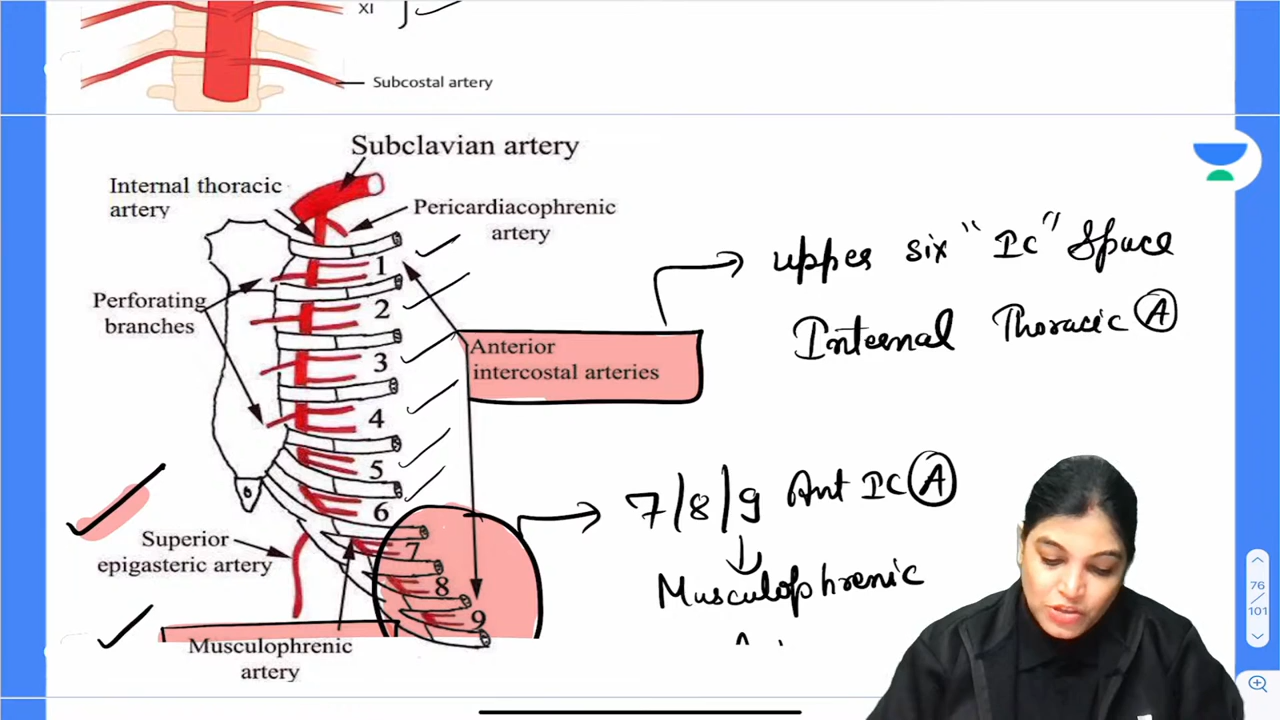 XI
Subcostal artery
Subclavian artery
Internal thoracic
artery
Pericardiacophrenic
artery
upper six "Ic" Space
Internal Thoracic A
1
Perforating
branches
2
Anterior
intercostal arteries
3
4
5
6
7/8/9 Ant IC A
Musculophrenic
Superior
epigasteric artery
7
8
9
Musculophrenic
artery
76
/
101